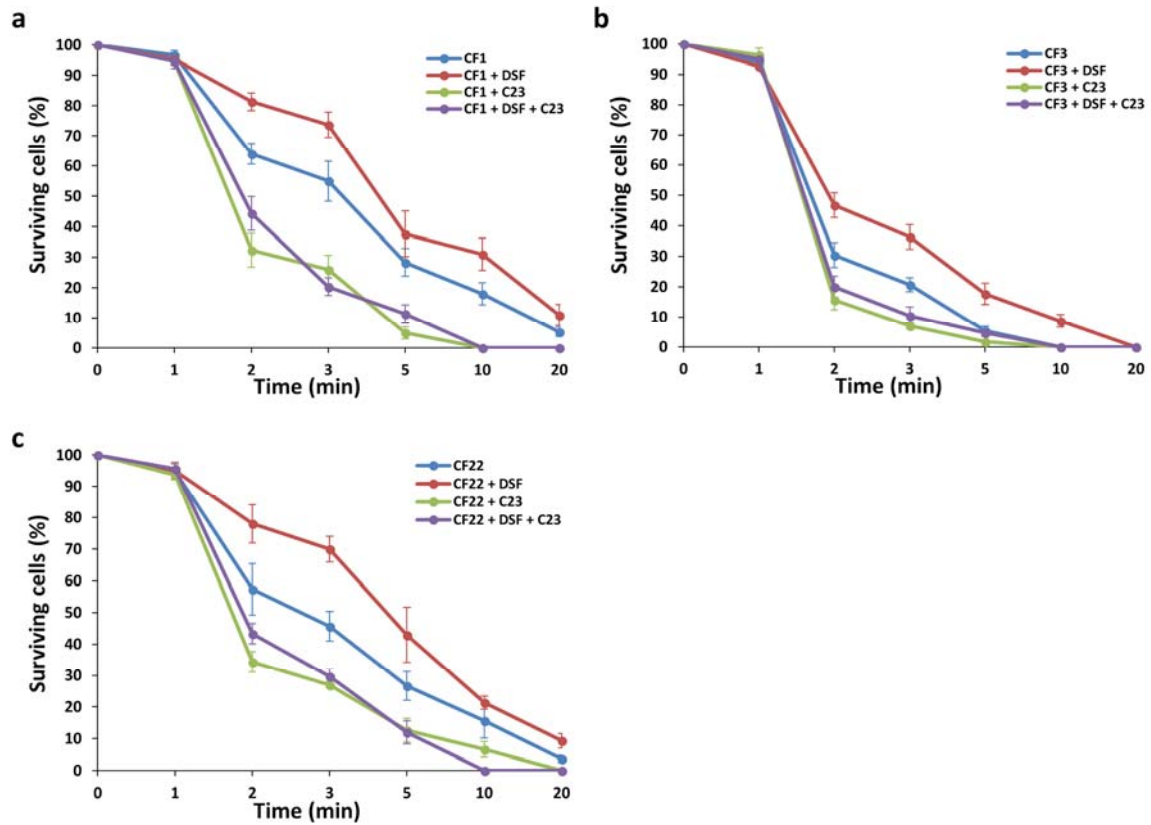 a
100
90
80
70
60
50
40
30
20
10
0
Surviving cells (%)
0 1 2 3 5 10 20
Time (min)
CF1
CF1 + DSF
CF1 + C23
CF1 + DSF + C23
b
100
90
80
70
60
50
40
30
20
10
0
Surviving cells (%)
0 1 2 3 5 10 20
Time (min)
CF3
CF3 + DSF
CF3 + C23
CF3 + DSF + C23
c
100
90
80
70
60
50
40
30
20
10
0
Surviving cells (%)
0 1 2 3 5 10 20
Time (min)
CF22
CF22 + DSF
CF22 + C23
CF22 + DSF + C23